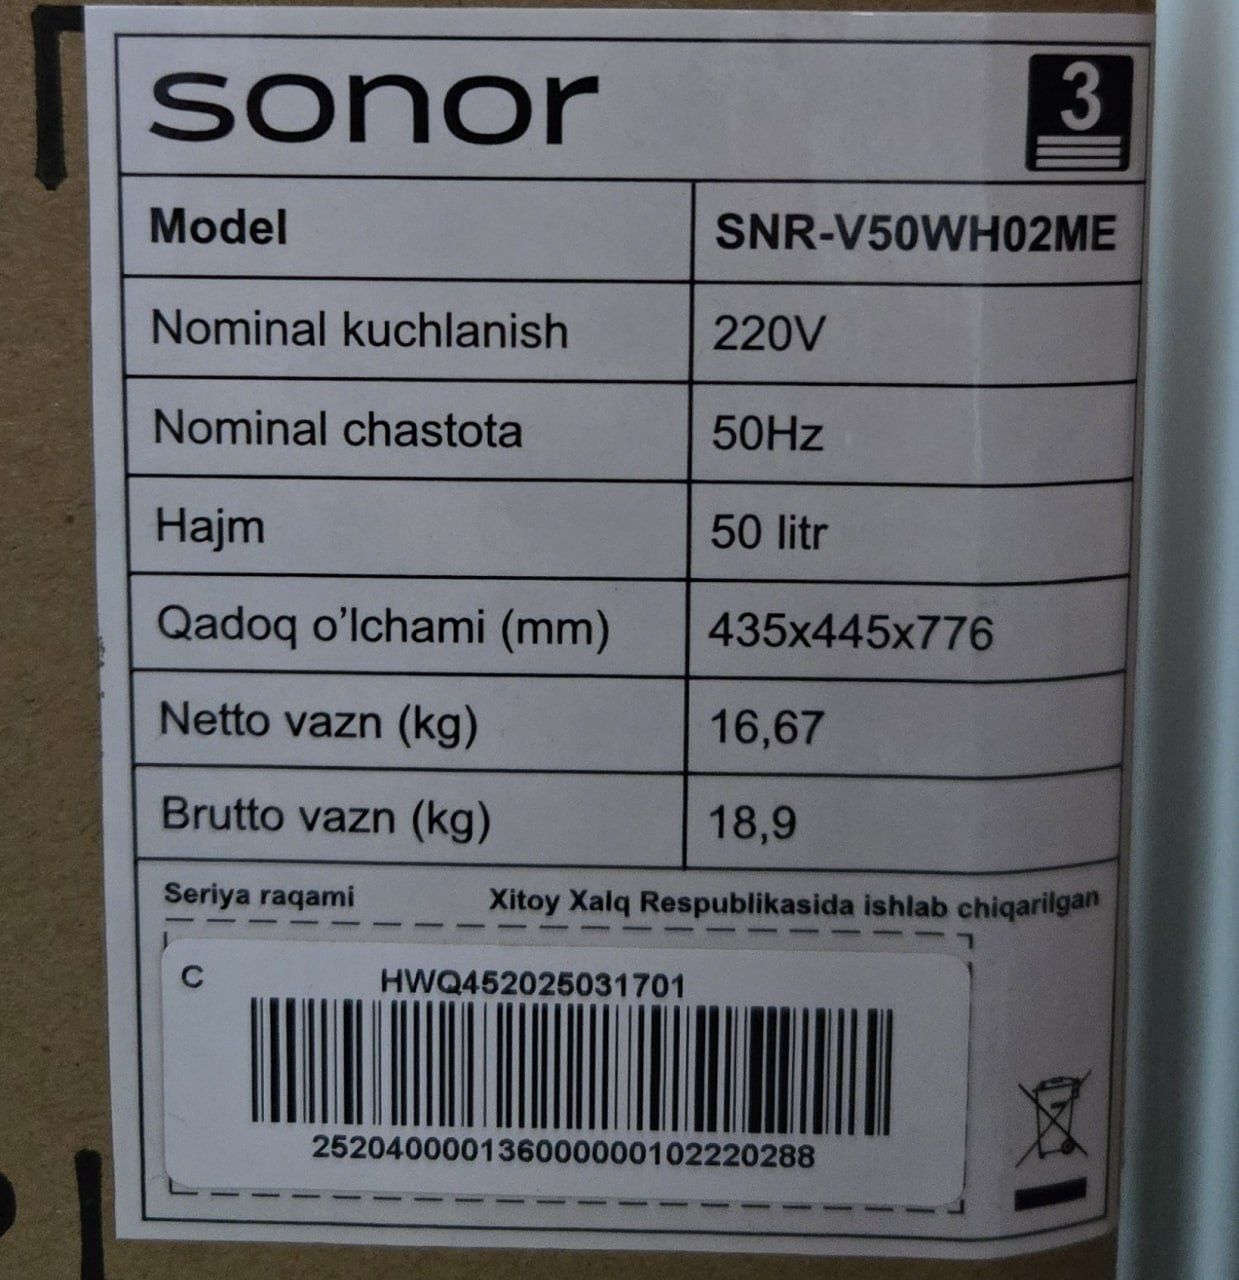 sonor
3
Model SNR-V50WH02ME
Nominal kuchlanish 220V
Nominal chastota 50Hz
Hajm 50 litr
Qadoq o’lchami (mm) 435x445x776
Netto vazn (kg) 16,67
Brutto vazn (kg) 18,9
Seriya raqami Xitoy Xalq Respublikasida ishlab chiqarilgan
C HWQ452025031701
2520400001360000000102220288